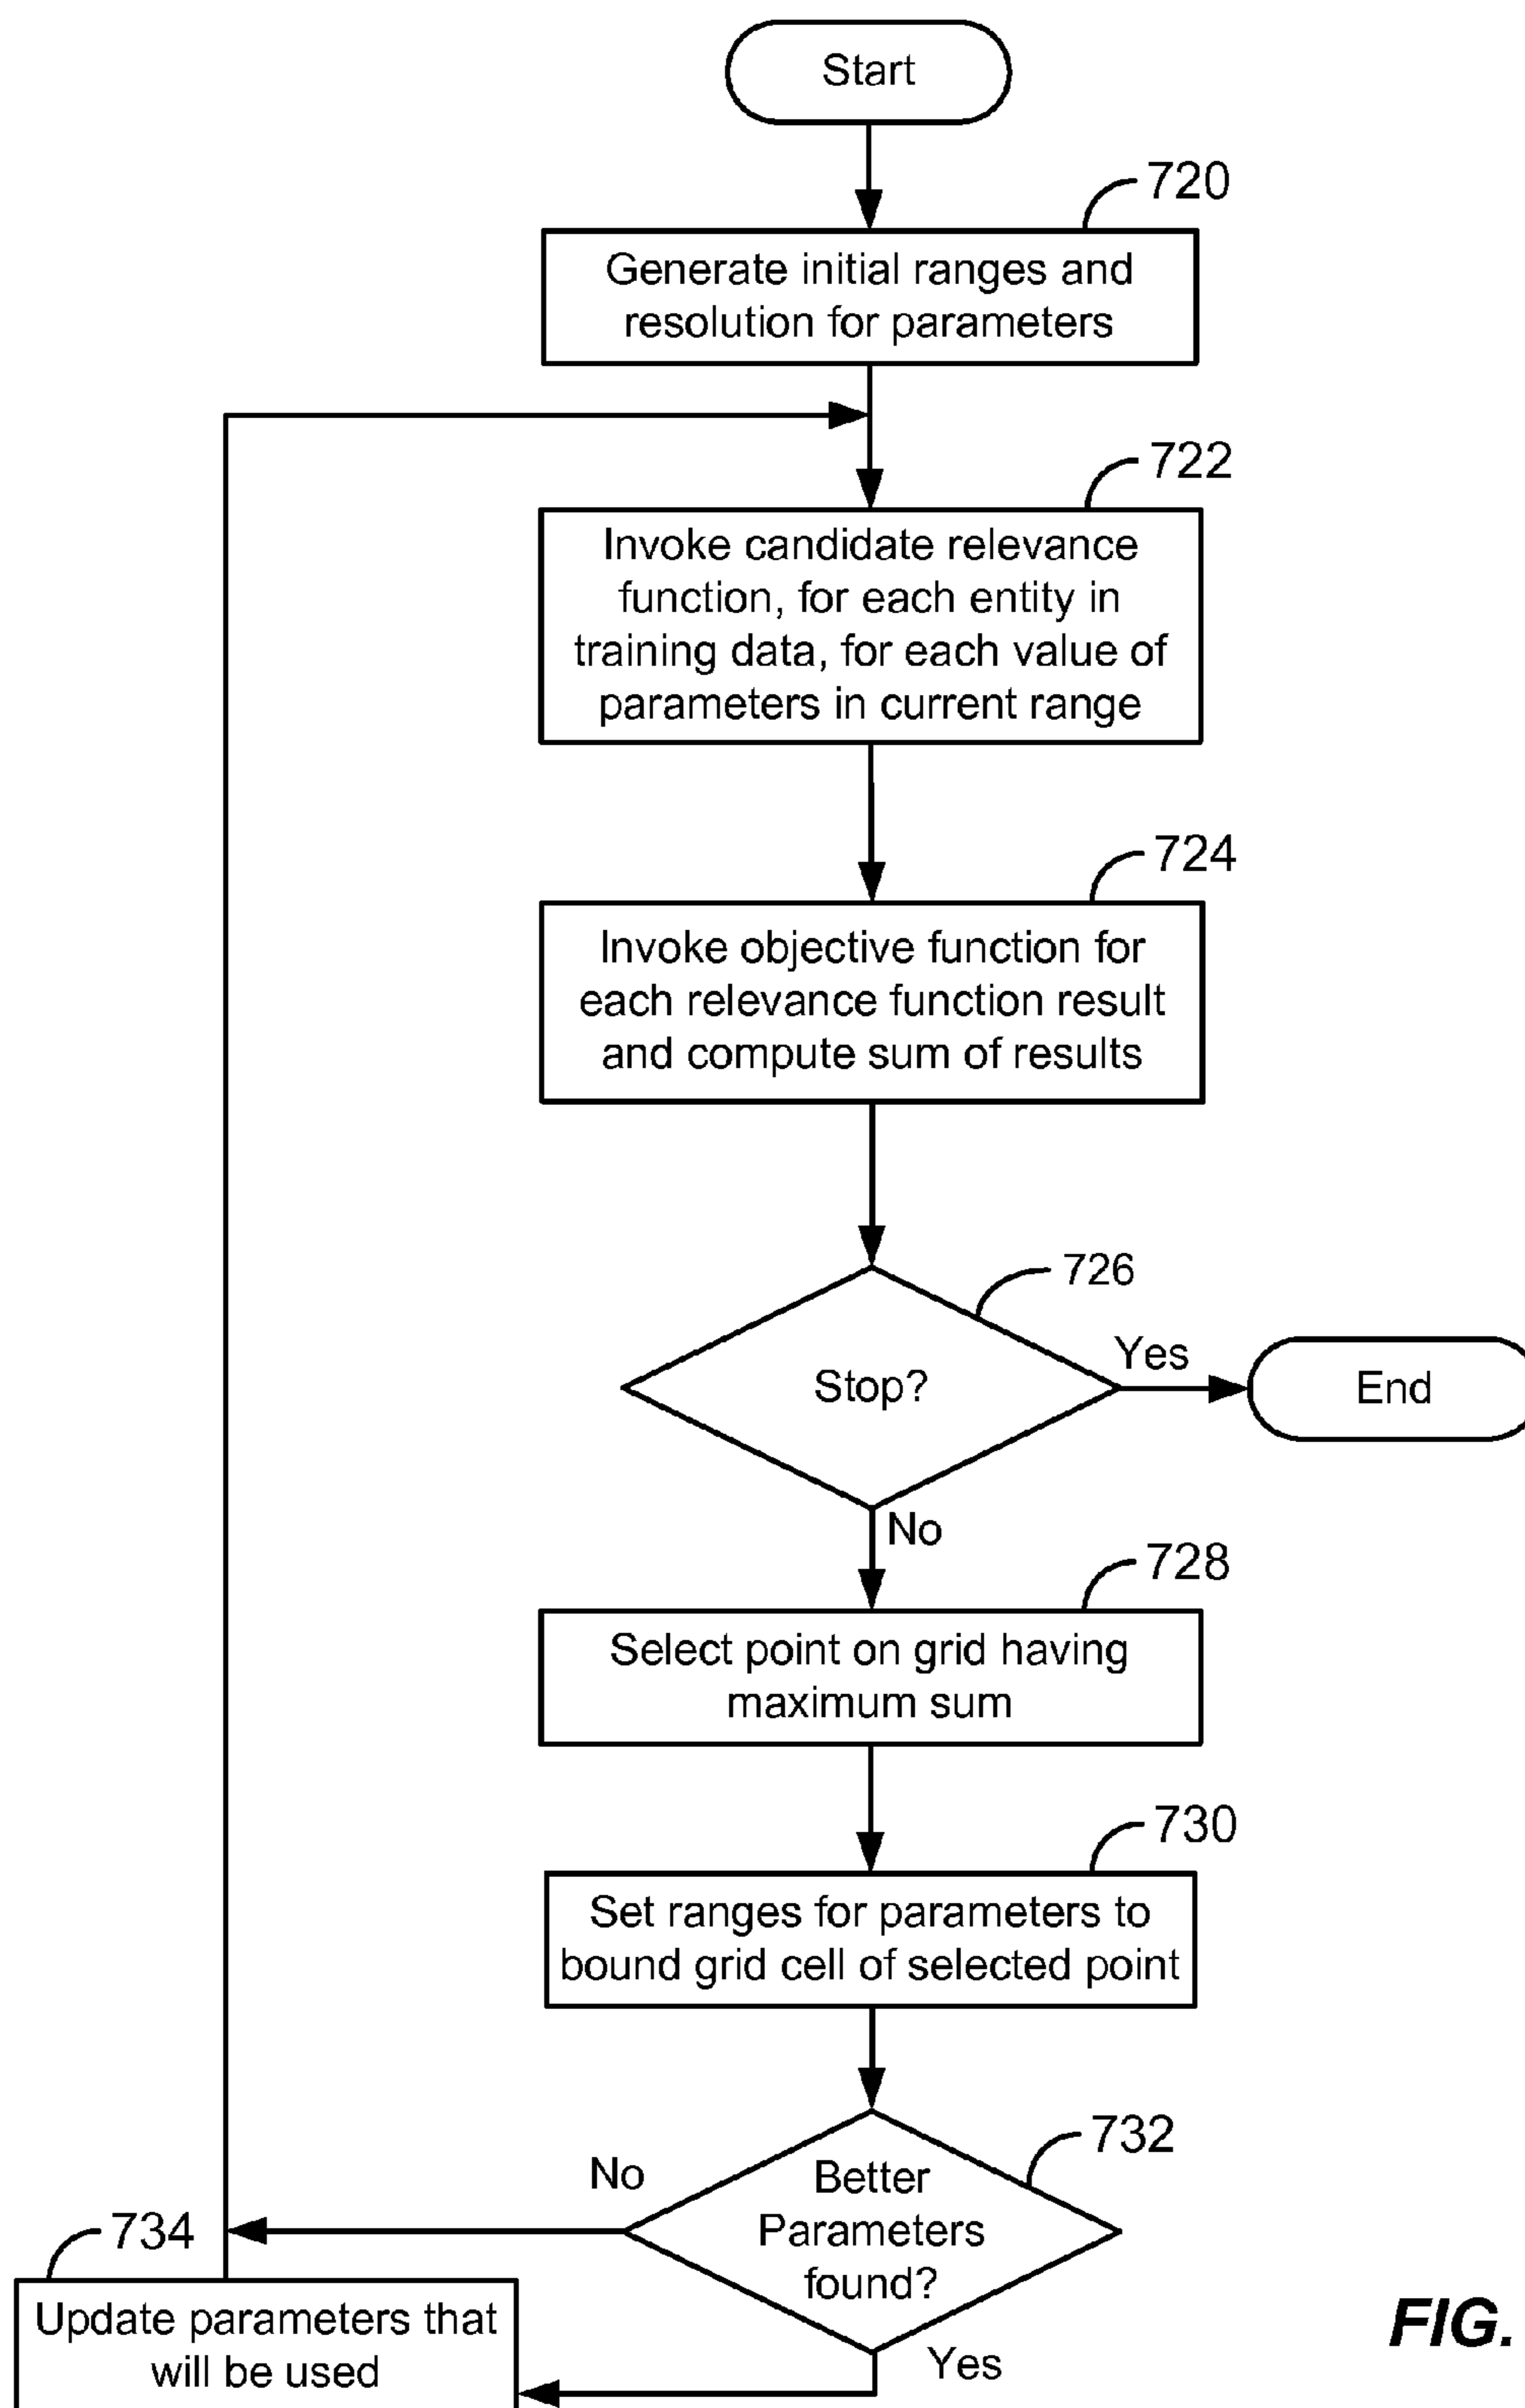 Start
720
Generate initial ranges and
resolution for parameters
722
Invoke candidate relevance
function, for each entity in
training data, for each value of
parameters in current range
724
Invoke objective function for
each relevance function result
and compute sum of results
726
Stop?
Yes
End
No
728
Select point on grid having
maximum sum
730
Set ranges for parameters to
bound grid cell of selected point
732
Better
Parameters
found?
No
734
Update parameters that
will be used
Yes
FIG.